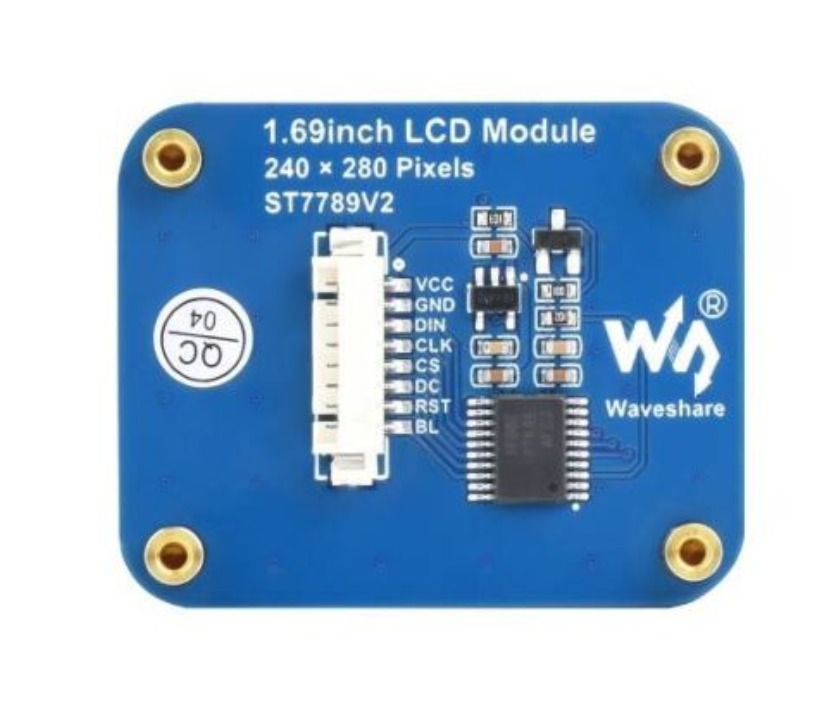 1.69inch LCD Module
240 × 280 Pixels
ST7789V2
VCC
GND
DIN
CLK
CS
DC
RST
BL
QC
04
®
Waveshare